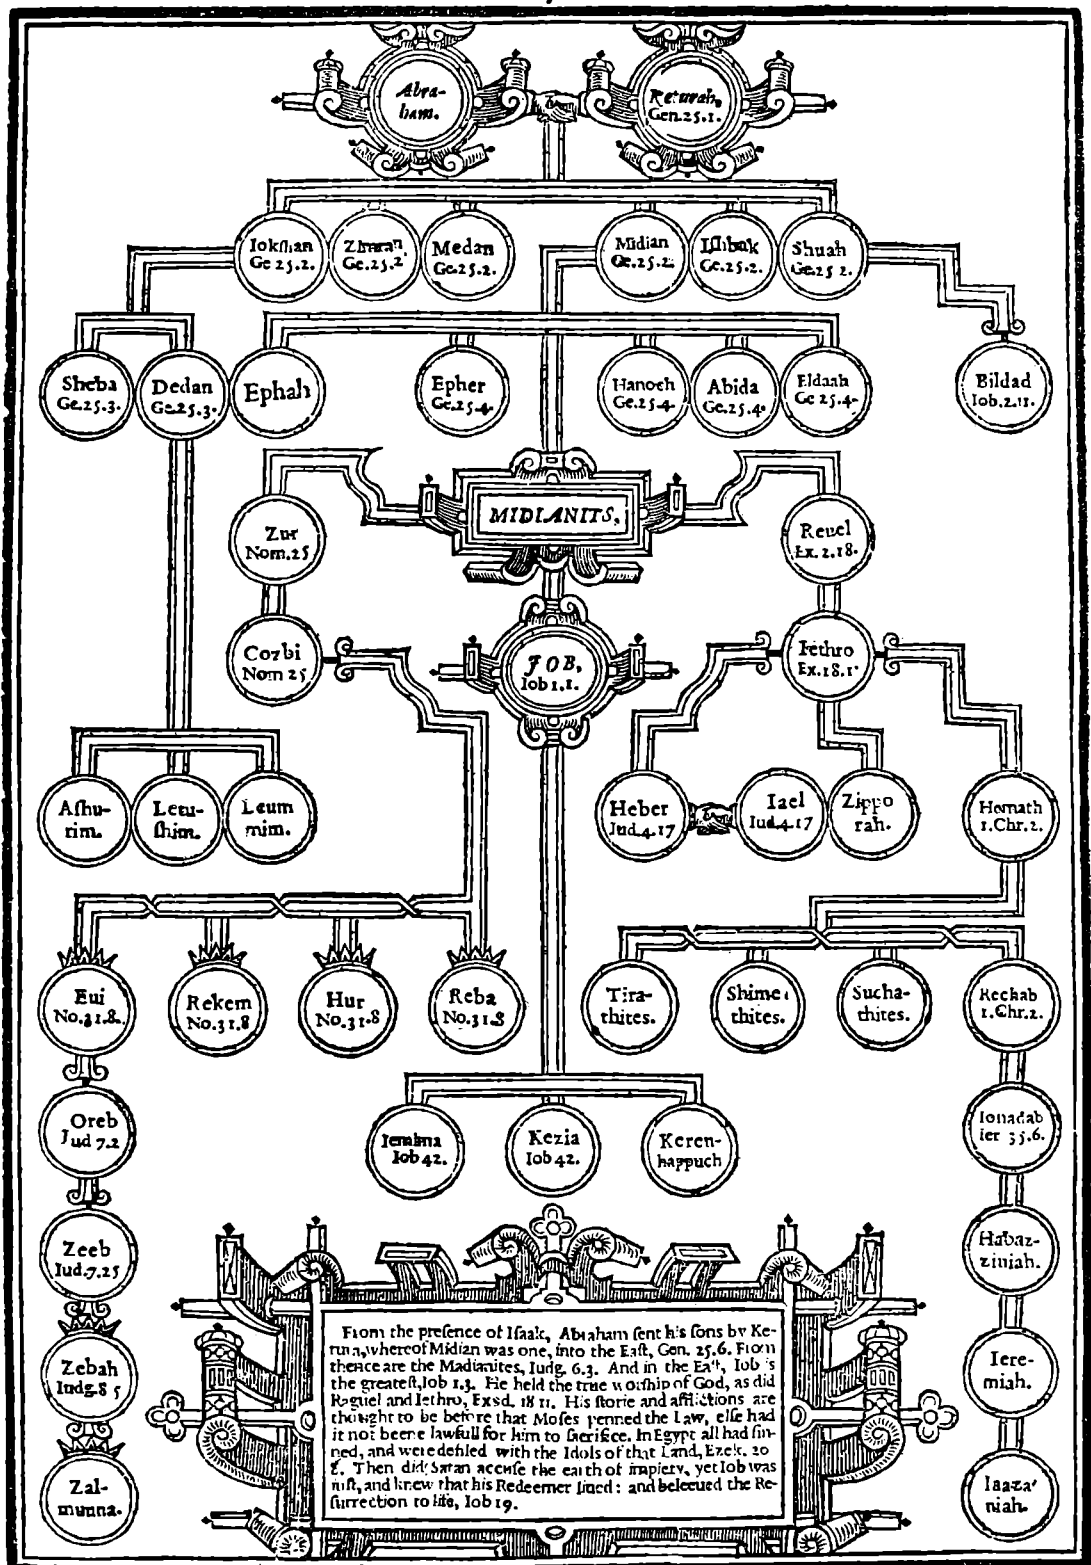 Abra-
ham.
Keturah,
Gen.25.1.
Iokſhan
Ge.25.2.
Zimran
Ge.25.2
Medan
Ge.25.2.
Midian
Ge.25.2.
Iſhbak
Ge.25.2.
Shuah
Ge.25 2.
Sheba
Ge.25.3.
Dedan
Ge.25.3.
Ephah
Epher
Ge.25.4.
Hanoch
Ge.25.4.
Abida
Ge.25.4.
Eldaah
Ge 25.4.
Bildad
Iob.2.11.
MIDIANITS,
Zur
Nom.25
Reuel
Ex.2.18.
Cozbi
Nom 25
JOB,
Iob 1.1.
Iethro
Ex.18.1
Aſhu-
rim.
Letu-
ſhim.
Leum
mim.
Heber
Iud.4.17
Iael
Iud.4.17
Zippo
rah.
Hemath
1.Chr.2.
Eui
No.31.8.
Rekem
No.31.8
Hur
No.31.8
Reba
No.31.8
Tira-
thites.
Shime
thites.
Sucha-
thites.
Rechab
1.Chr.2.
Oreb
Iud 7.2
Iemima
Iob 42.
Kezia
Iob 42.
Keren-
happuch
Ionadab
Ier 35.6.
Zeeb
Iud.7.25
Habaz-
ziniah.
Zebah
Iudg.8 5
Iere-
miah.
Zal-
munna.
Iaaza
niah.
From the preſence of Iſaak, Abraham ſent his ſons by Ke-
tura, whereof Midian was one, into the Eaſt, Gen. 25.6. From
thence are the Madianites, Iudg. 6.3. And in the Eaſt, Iob is
the greateſt, Iob 1.3. He held the true worſhip of God, as did
Raguel and Iethro, Exod. 18 11. His ſtorie and afflictions are
thought to be before that Moſes penned the Law, elſe had
it not beene lawfull for him to ſacrifice. In Egypt all had ſin-
ned, and were defiled with the Idols of that Land, Ezek. 20
8. Then did Satan accuſe the earth of impiety, yet Iob was
iuſt, and knew that his Redeemer liued: and beleeued the Re-
ſurrection to life, Iob 19.